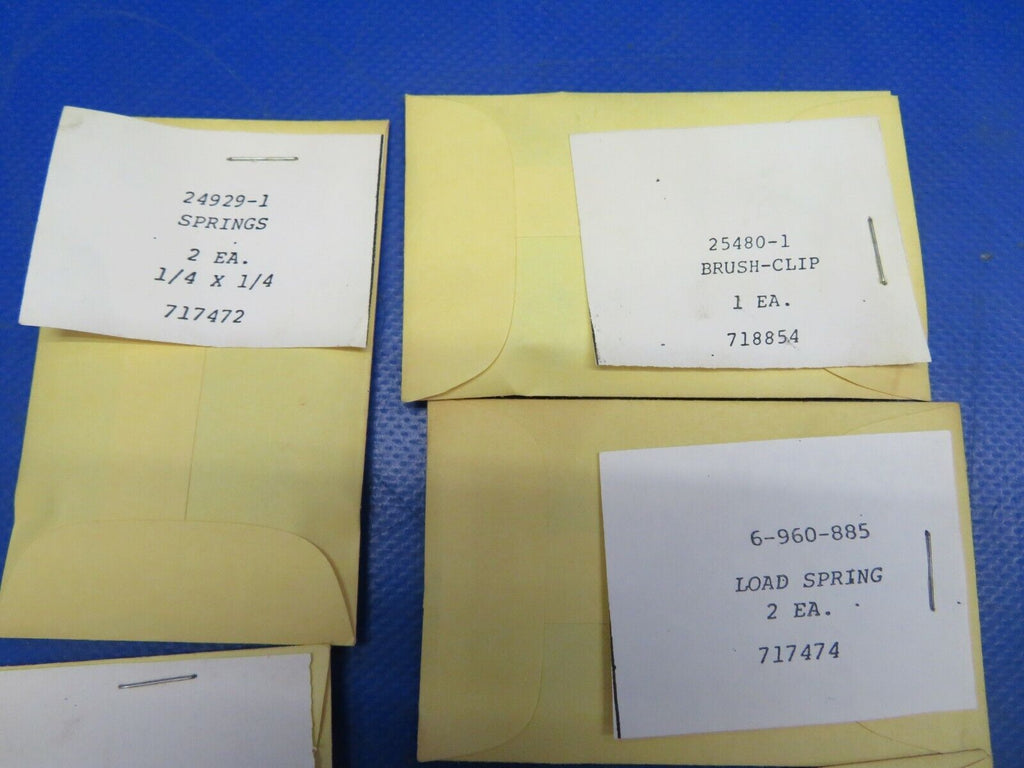 24929-1
SPRINGS
2 EA.
1/4 X 1/4
717472
25480-1
BRUSH-CLIP
1 EA.
718854
6-960-885
LOAD SPRING
2 EA.
717474